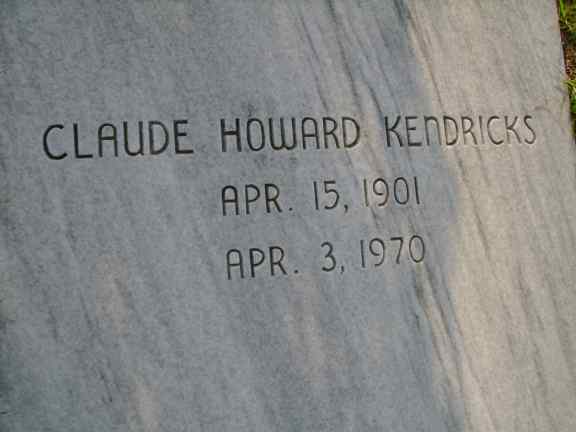 CLAUDE HOWARD KENDRICKS
APR. 15, 1901
APR. 3, 1970